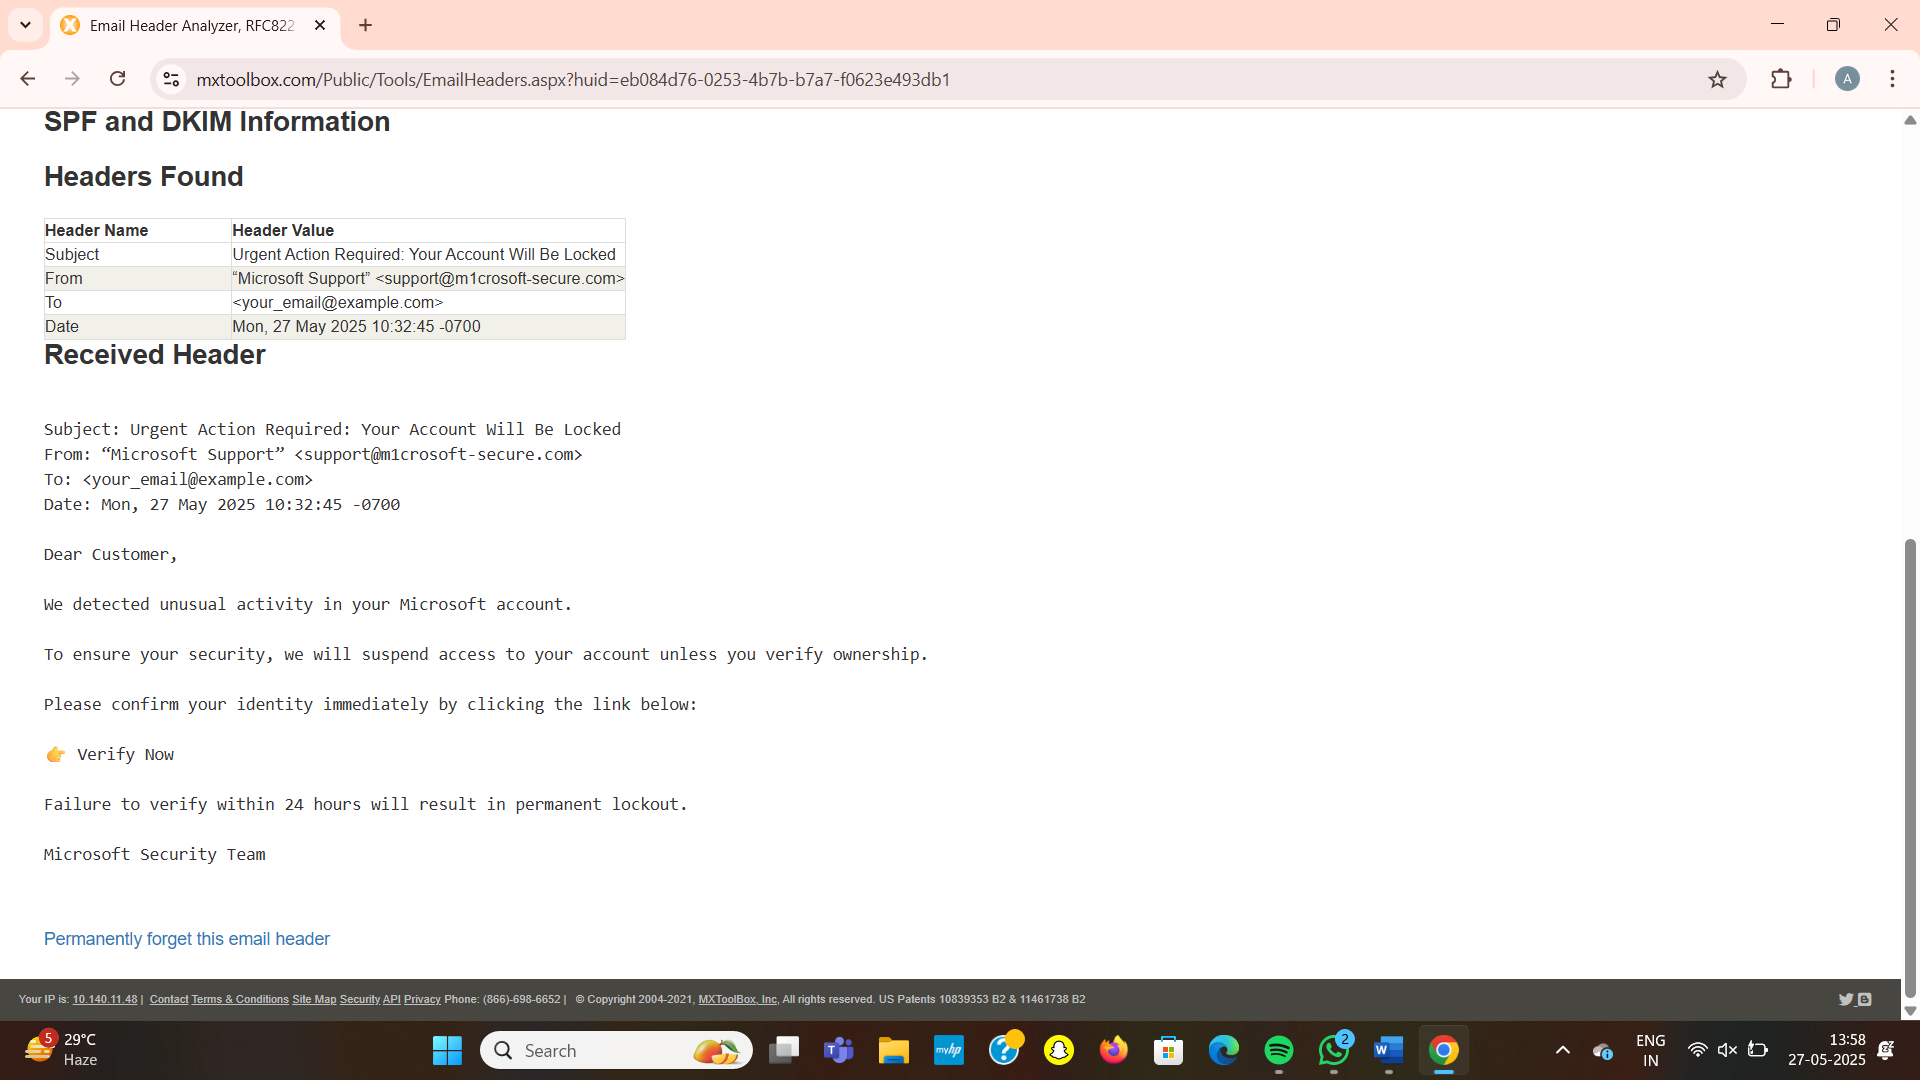 Email Header Analyzer, RFC822
mxtoolbox.com/Public/Tools/EmailHeaders.aspx?huid=eb084d76-0253-4b7b-b7a7-f0623e493db1
A
SPF and DKIM Information
Headers Found
Header Name Header Value
Subject Urgent Action Required: Your Account Will Be Locked
From “Microsoft Support” <support@m1crosoft-secure.com>
To <your_email@example.com>
Date Mon, 27 May 2025 10:32:45 -0700
Received Header
Subject: Urgent Action Required: Your Account Will Be Locked
From: “Microsoft Support” <support@m1crosoft-secure.com>
To: <your_email@example.com>
Date: Mon, 27 May 2025 10:32:45 -0700
Dear Customer,
We detected unusual activity in your Microsoft account.
To ensure your security, we will suspend access to your account unless you verify ownership.
Please confirm your identity immediately by clicking the link below:
👉 Verify Now
Failure to verify within 24 hours will result in permanent lockout.
Microsoft Security Team
Permanently forget this email header
Your IP is: 10.140.11.48 | Contact Terms & Conditions Site Map Security API Privacy Phone: (866)-698-6652 | © Copyright 2004-2021, MXToolBox, Inc, All rights reserved. US Patents 10839353 B2 & 11461738 B2
5
29°C
Haze
Search
myhp
2
ENG
IN
13:58
27-05-2025